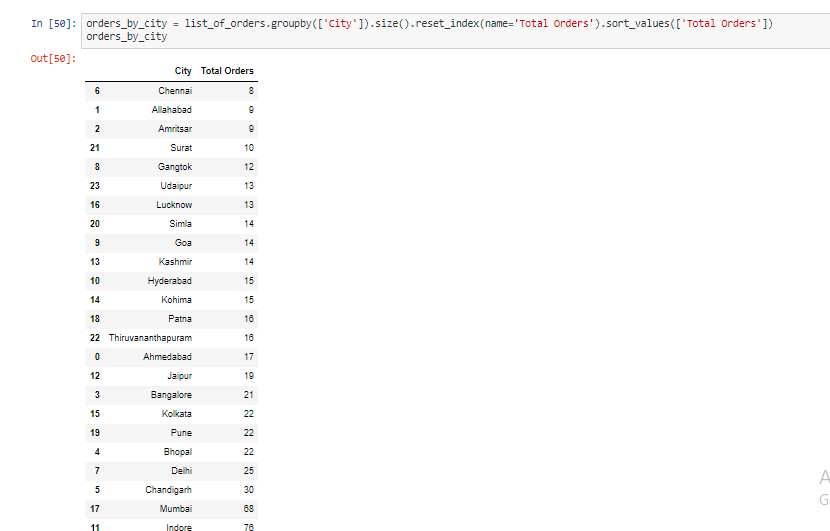 In [50]: orders_by_city = list_of_orders.groupby(['City']).size().reset_index(name='Total Orders').sort_values(['Total Orders'])
orders_by_city
Out[50]:
City Total Orders
6 Chennai 8
1 Allahabad 9
2 Amritsar 9
21 Surat 10
8 Gangtok 12
23 Udaipur 13
16 Lucknow 13
20 Simla 14
9 Goa 14
13 Kashmir 14
10 Hyderabad 15
14 Kohima 15
18 Patna 16
22 Thiruvananthapuram 16
0 Ahmedabad 17
12 Jaipur 19
3 Bangalore 21
15 Kolkata 22
19 Pune 22
4 Bhopal 22
7 Delhi 25
5 Chandigarh 30
17 Mumbai 68
11 Indore 76
A
G